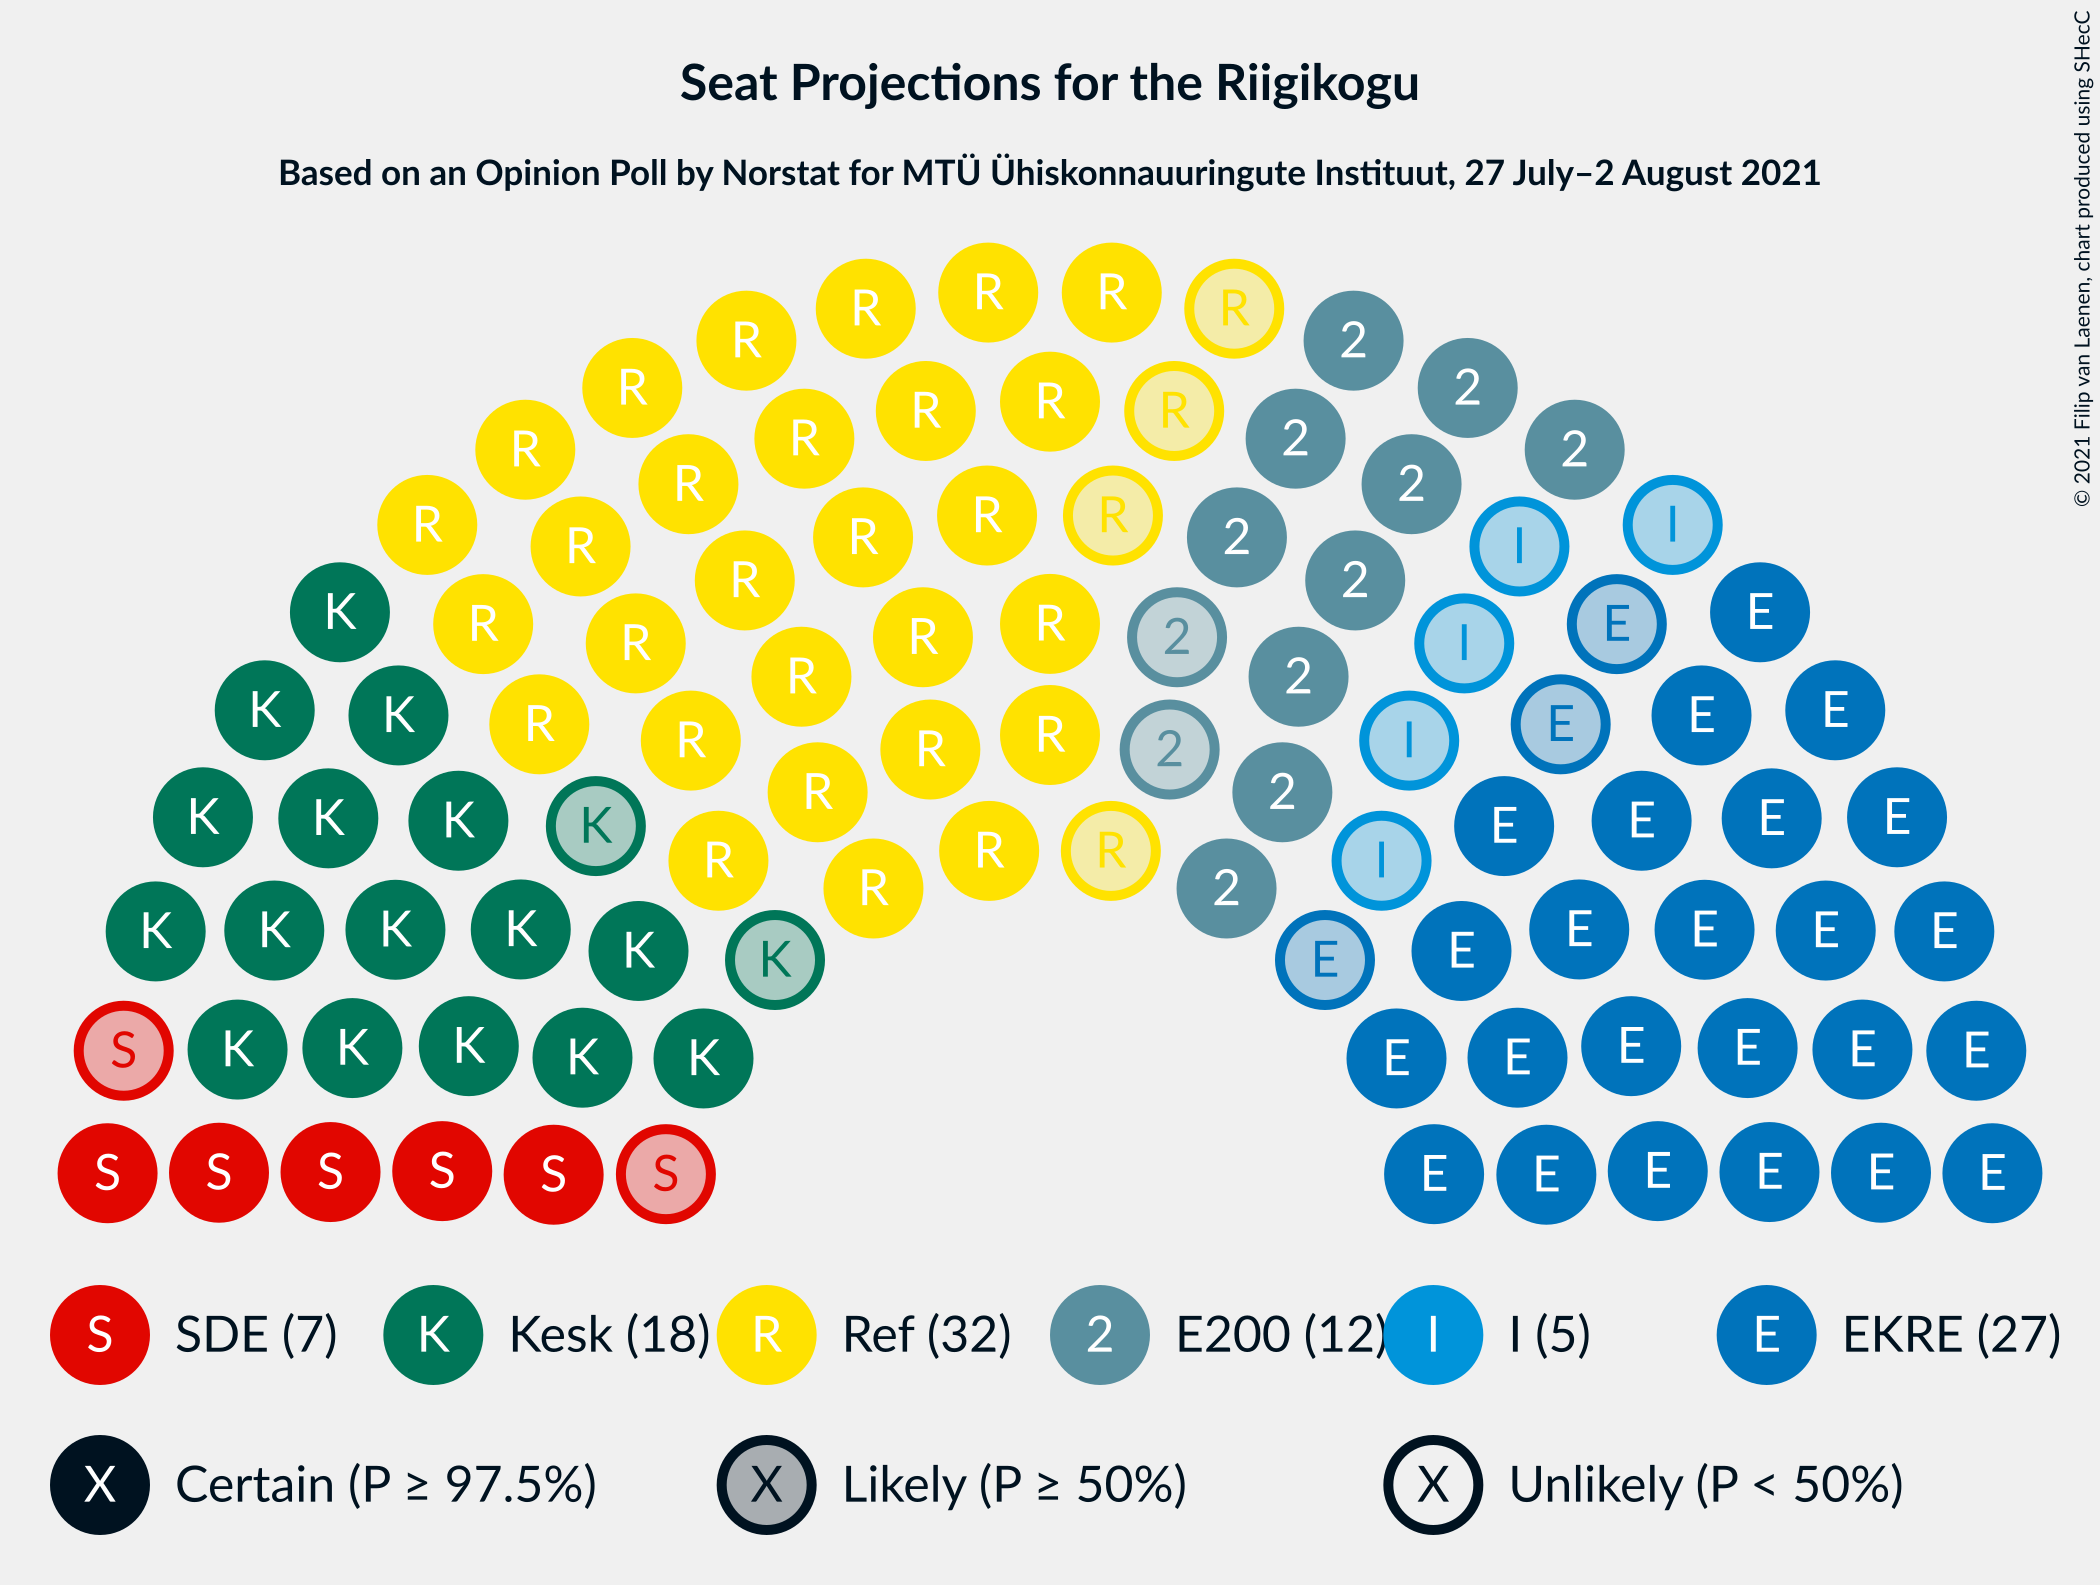 Seat Projections for the Riigikogu
Based on an Opinion Poll by Norstat for MTÜ Ühiskonnauuringute Instituut, 27 July–2 August 2021
© 2021 Filip van Laenen, chart produced using SHecC
R R R
R R 2
R R R R 2
R R R 2 2
R R R 2 2
R R R R 2 I I
R R R 2 2 I
K R R R R 2 I E E
K K R R R 2 I E E E
K K K K R R R R 2 2 I E E E E
K K K K K K R R R 2 E E E E E E
S K K K K K E E E E E E
S S S S S S E E E E E E
S SDE (7) K Kesk (18) R Ref (32) 2 E200 (12) I I (5) E EKRE (27)
X Certain (P ≥ 97.5%) X Likely (P ≥ 50%) X Unlikely (P < 50%)